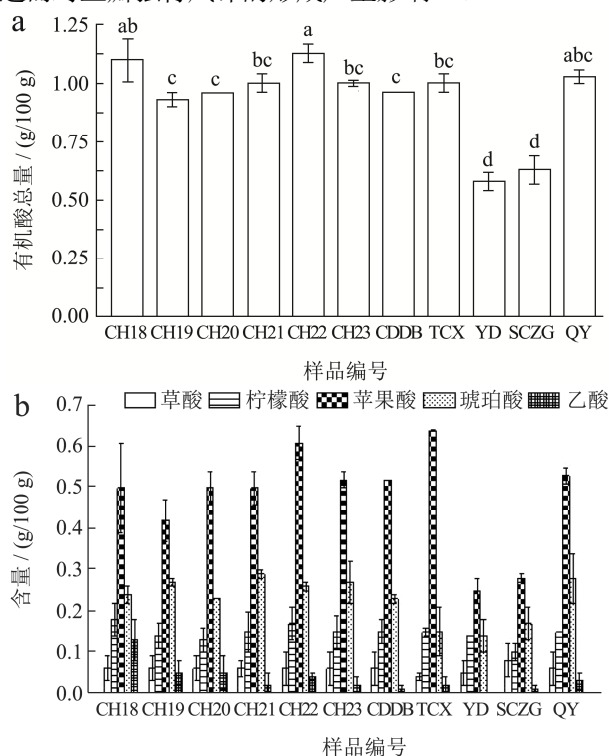 a
1.25
1.00
0.75
0.50
0.25
0.00
有机酸总量 / (g/100 g)
ab
c
c
bc
a
bc
c
bc
d
d
abc
CH18 CH19 CH20 CH21 CH22 CH23 CDDB TCX YD SCZG QY
样品编号
b
草酸 柠檬酸 苹果酸 琥珀酸 乙酸
0.7
0.6
0.5
0.4
0.3
0.2
0.1
0.0
含量 / (g/100 g)
CH18 CH19 CH20 CH21 CH22 CH23 CDDB TCX YD SCZG QY
样品编号